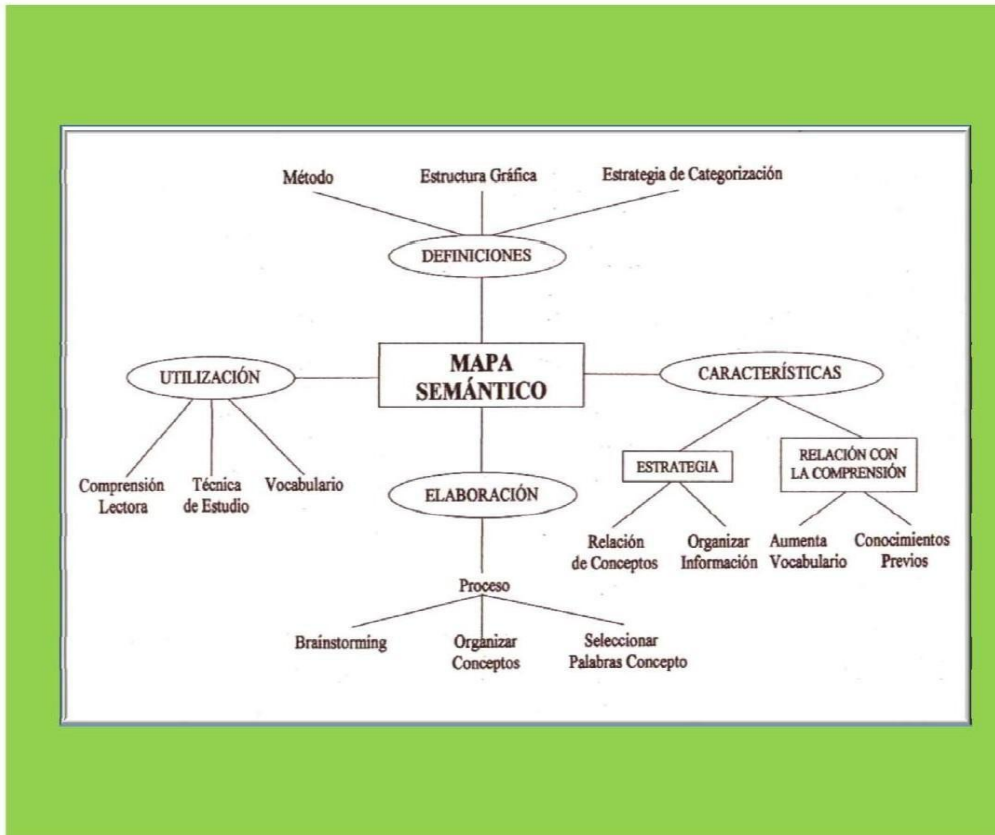 Método
Estructura Gráfica
Estrategia de Categorización
DEFINICIONES
MAPA
SEMÁNTICO
UTILIZACIÓN
CARACTERÍSTICAS
Comprensión
Lectora
Técnica
de Estudio
Vocabulario
ELABORACIÓN
ESTRATEGIA
RELACIÓN CON
LA COMPRENSIÓN
Relación
de Conceptos
Organizar
Información
Aumenta
Vocabulario
Conocimientos
Previos
Proceso
Brainstorming
Organizar
Conceptos
Seleccionar
Palabras Concepto